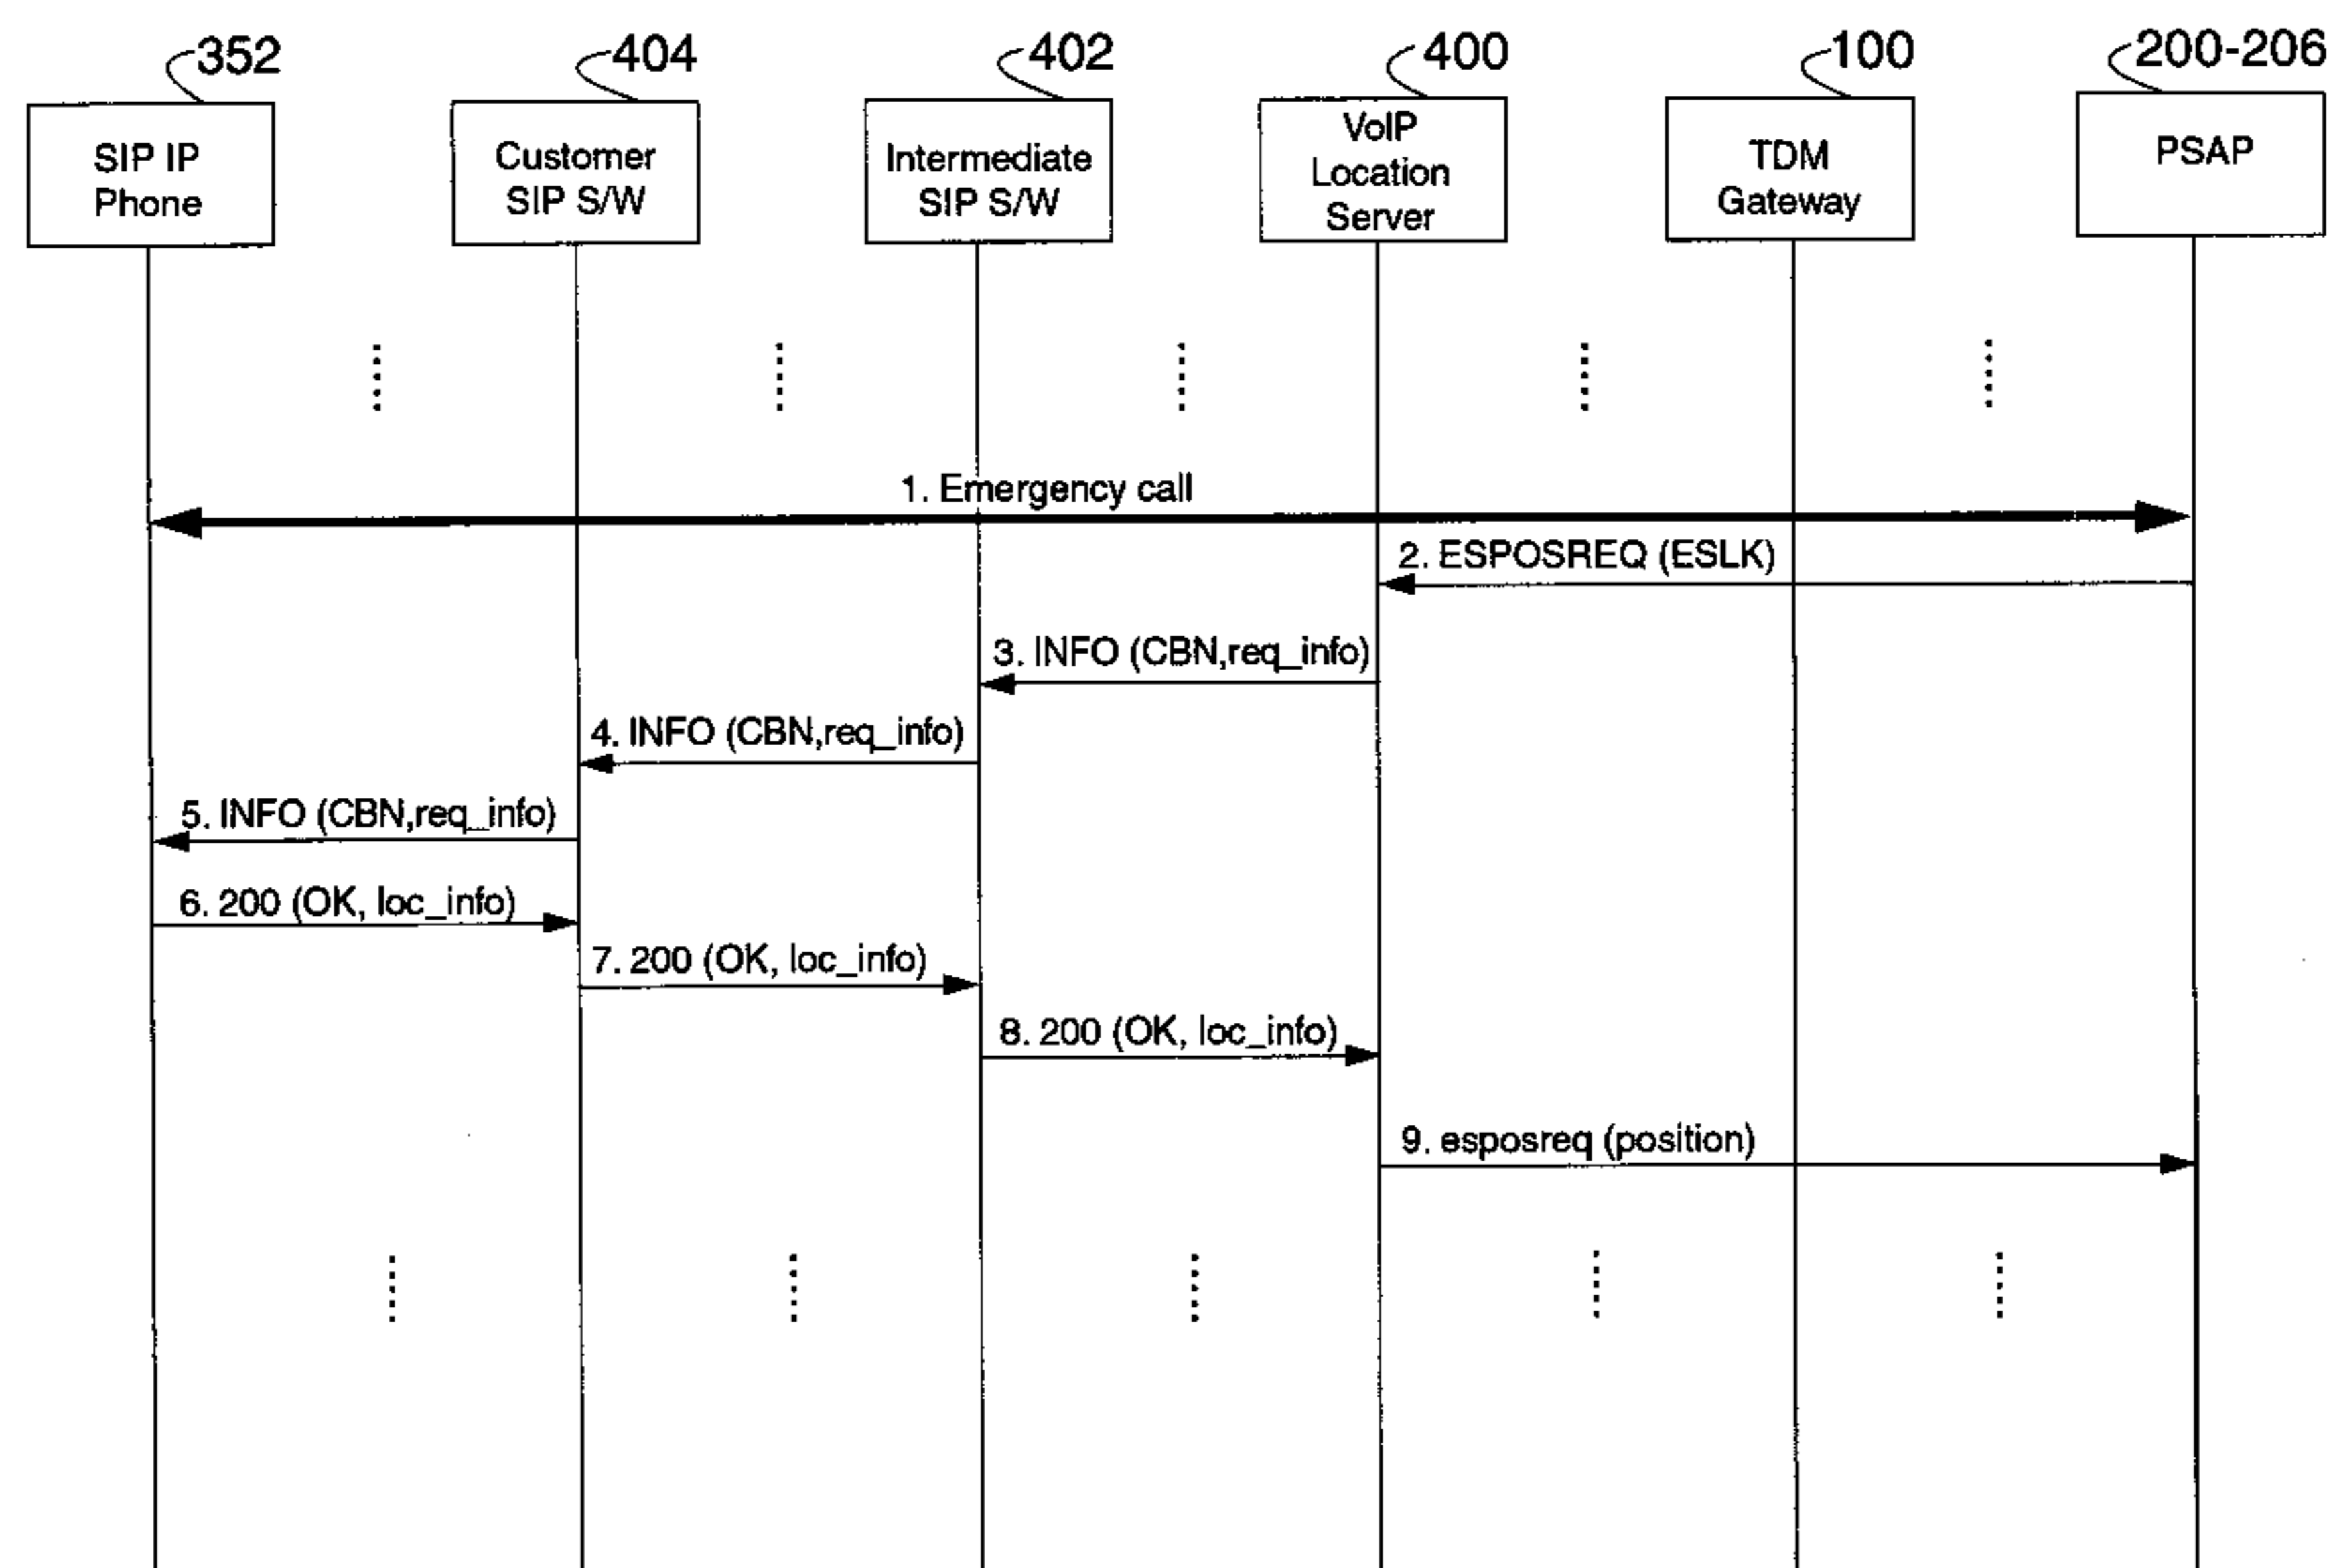 352
404
402
400
100
200-206
SIP IP
Phone
Customer
SIP S/W
Intermediate
SIP S/W
VoIP
Location
Server
TDM
Gateway
PSAP
1. Emergency call
2. ESPOSREQ (ESLK)
3. INFO (CBN,req_info)
4. INFO (CBN,req_info)
5. INFO (CBN,req_info)
6. 200 (OK, loc_info)
7. 200 (OK, loc_info)
8. 200 (OK, loc_info)
9. esposreq (position)